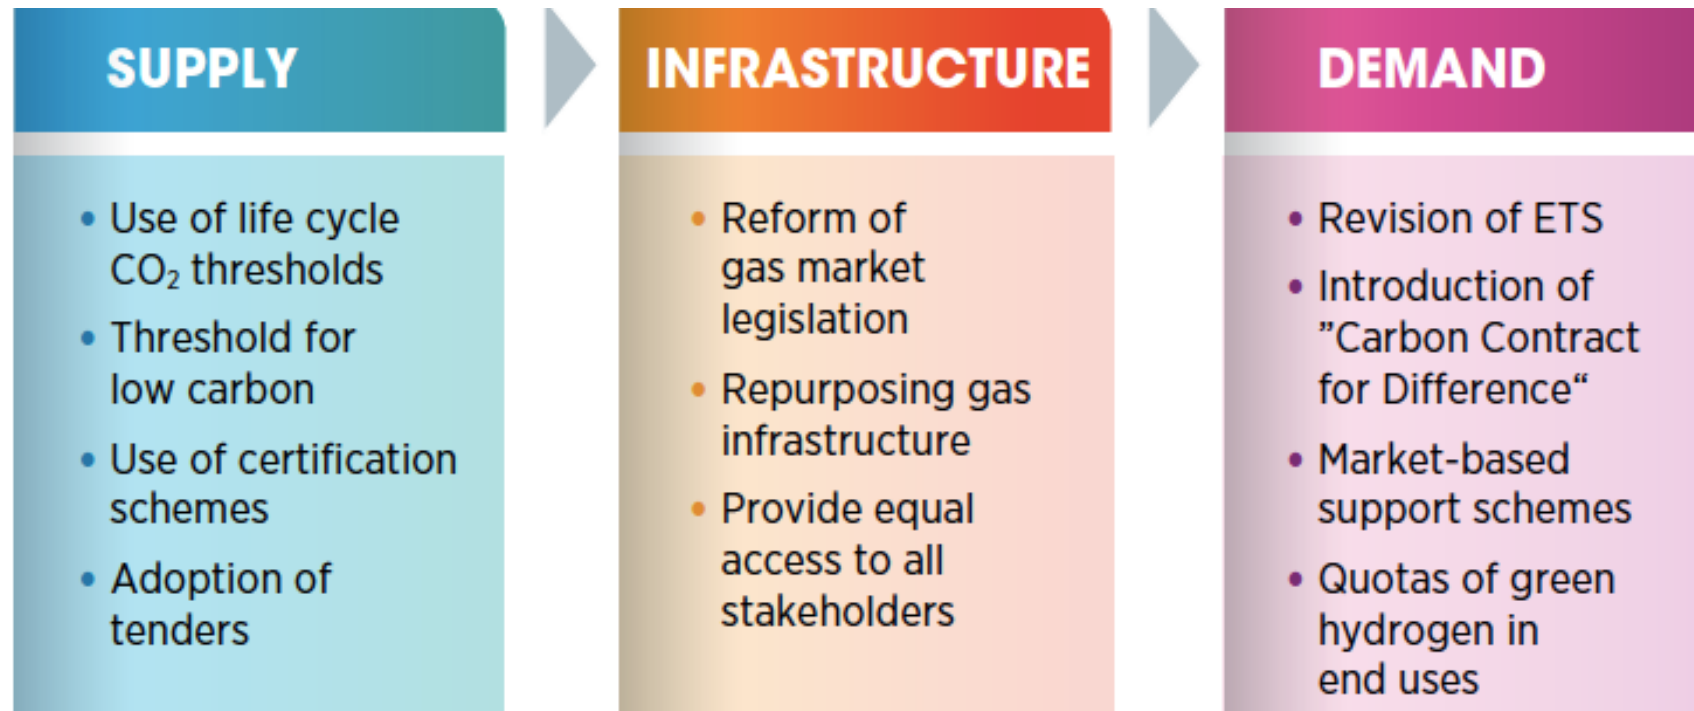 SUPPLY
• Use of life cycle
CO₂ thresholds
• Threshold for
low carbon
• Use of certification
schemes
• Adoption of
tenders
INFRASTRUCTURE
• Reform of
gas market
legislation
• Repurposing gas
infrastructure
• Provide equal
access to all
stakeholders
DEMAND
• Revision of ETS
• Introduction of
”Carbon Contract
for Difference“
• Market-based
support schemes
• Quotas of green
hydrogen in
end uses